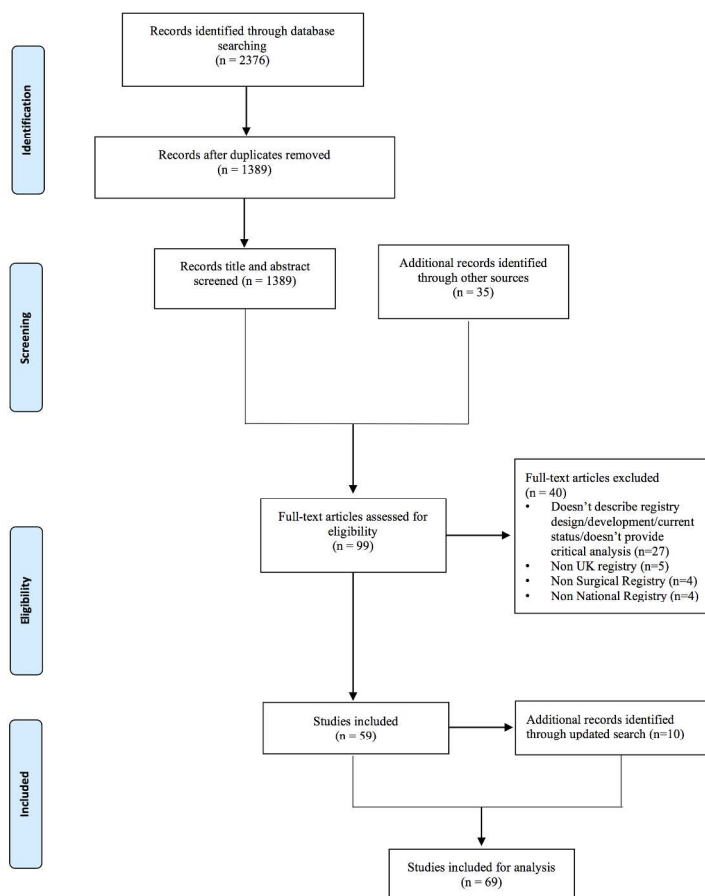 Records identified through database
searching
(n = 2376)
Identification
Records after duplicates removed
(n = 1389)
Records title and abstract
screened (n = 1389)
Additional records identified
through other sources
(n = 35)
Screening
Full-text articles assessed for
eligibility
(n = 99)
Full-text articles excluded
(n = 40)
• Doesn’t describe registry
design/development/current
status/doesn’t provide
critical analysis (n=27)
• Non UK registry (n=5)
• Non Surgical Registry (n=4)
• Non National Registry (n=4)
Eligibility
Studies included
(n = 59)
Additional records identified
through updated search (n=10)
Included
Studies included for analysis
(n = 69)